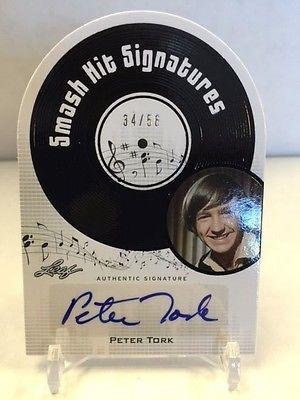 Smash Hit Signatures
34/56
Leaf
AUTHENTIC SIGNATURE
Peter Tork
PETER TORK